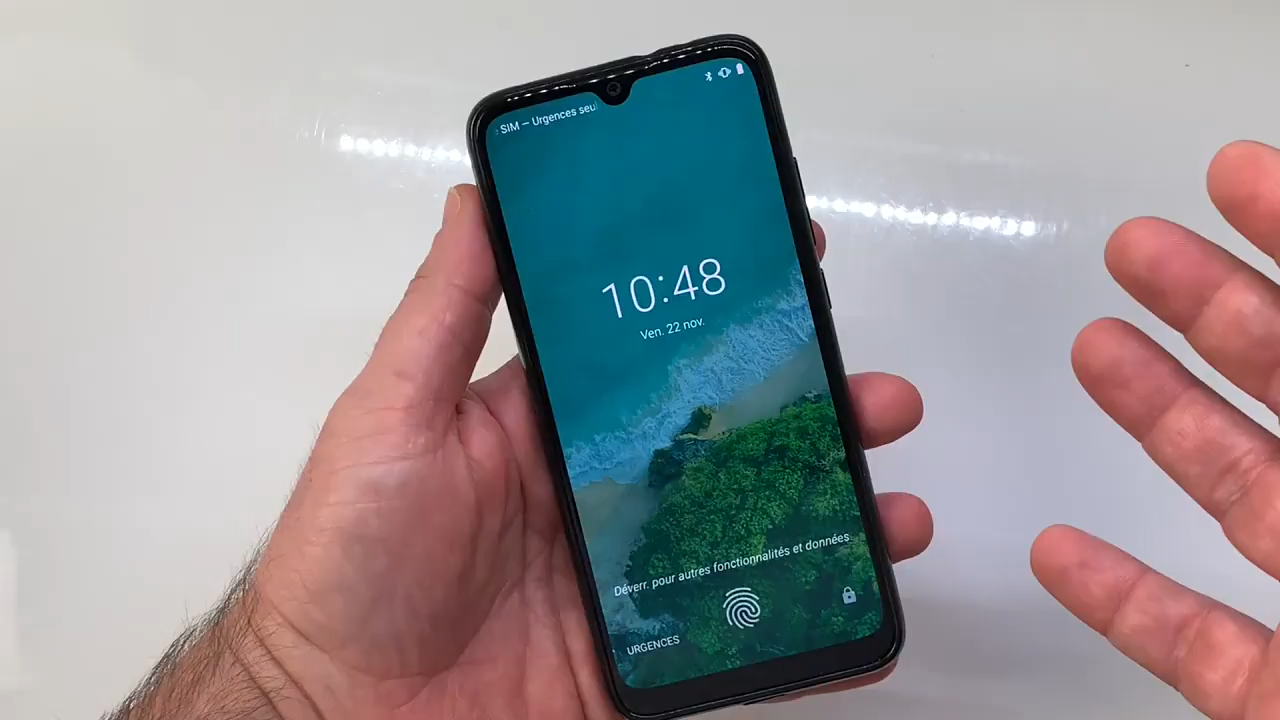 SIM – Urgences seul
10:48
Ven. 22 nov.
Déverr. pour autres fonctionnalités et données
URGENCES